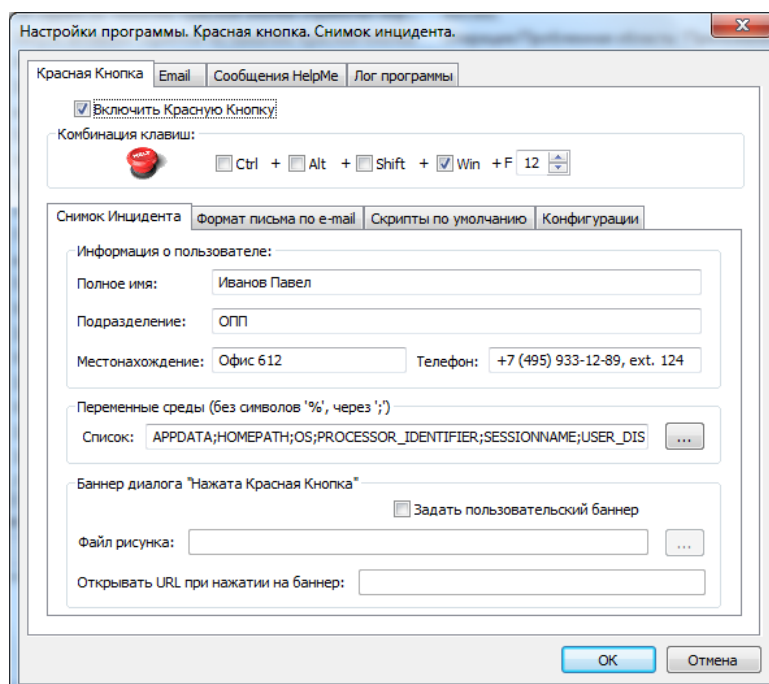 Настройки программы. Красная кнопка. Снимок инцидента.
Красная Кнопка Email Сообщения HelpMe Лог программы
Включить Красную Кнопку
Комбинация клавиш:
HELP Ctrl + Alt + Shift + Win + F 12
Снимок Инцидента Формат письма по e-mail Скрипты по умолчанию Конфигурации
Информация о пользователе:
Полное имя: Иванов Павел
Подразделение: ОПП
Местонахождение: Офис 612 Телефон: +7 (495) 933-12-89, ext. 124
Переменные среды (без символов '%', через ';')
Список: APPDATA;HOMEPATH;OS;PROCESSOR_IDENTIFIER;SESSIONNAME;USER_DIS ...
Баннер диалога "Нажата Красная Кнопка"
Задать пользовательский баннер
Файл рисунка: ...
Открывать URL при нажатии на баннер:
OK Отмена